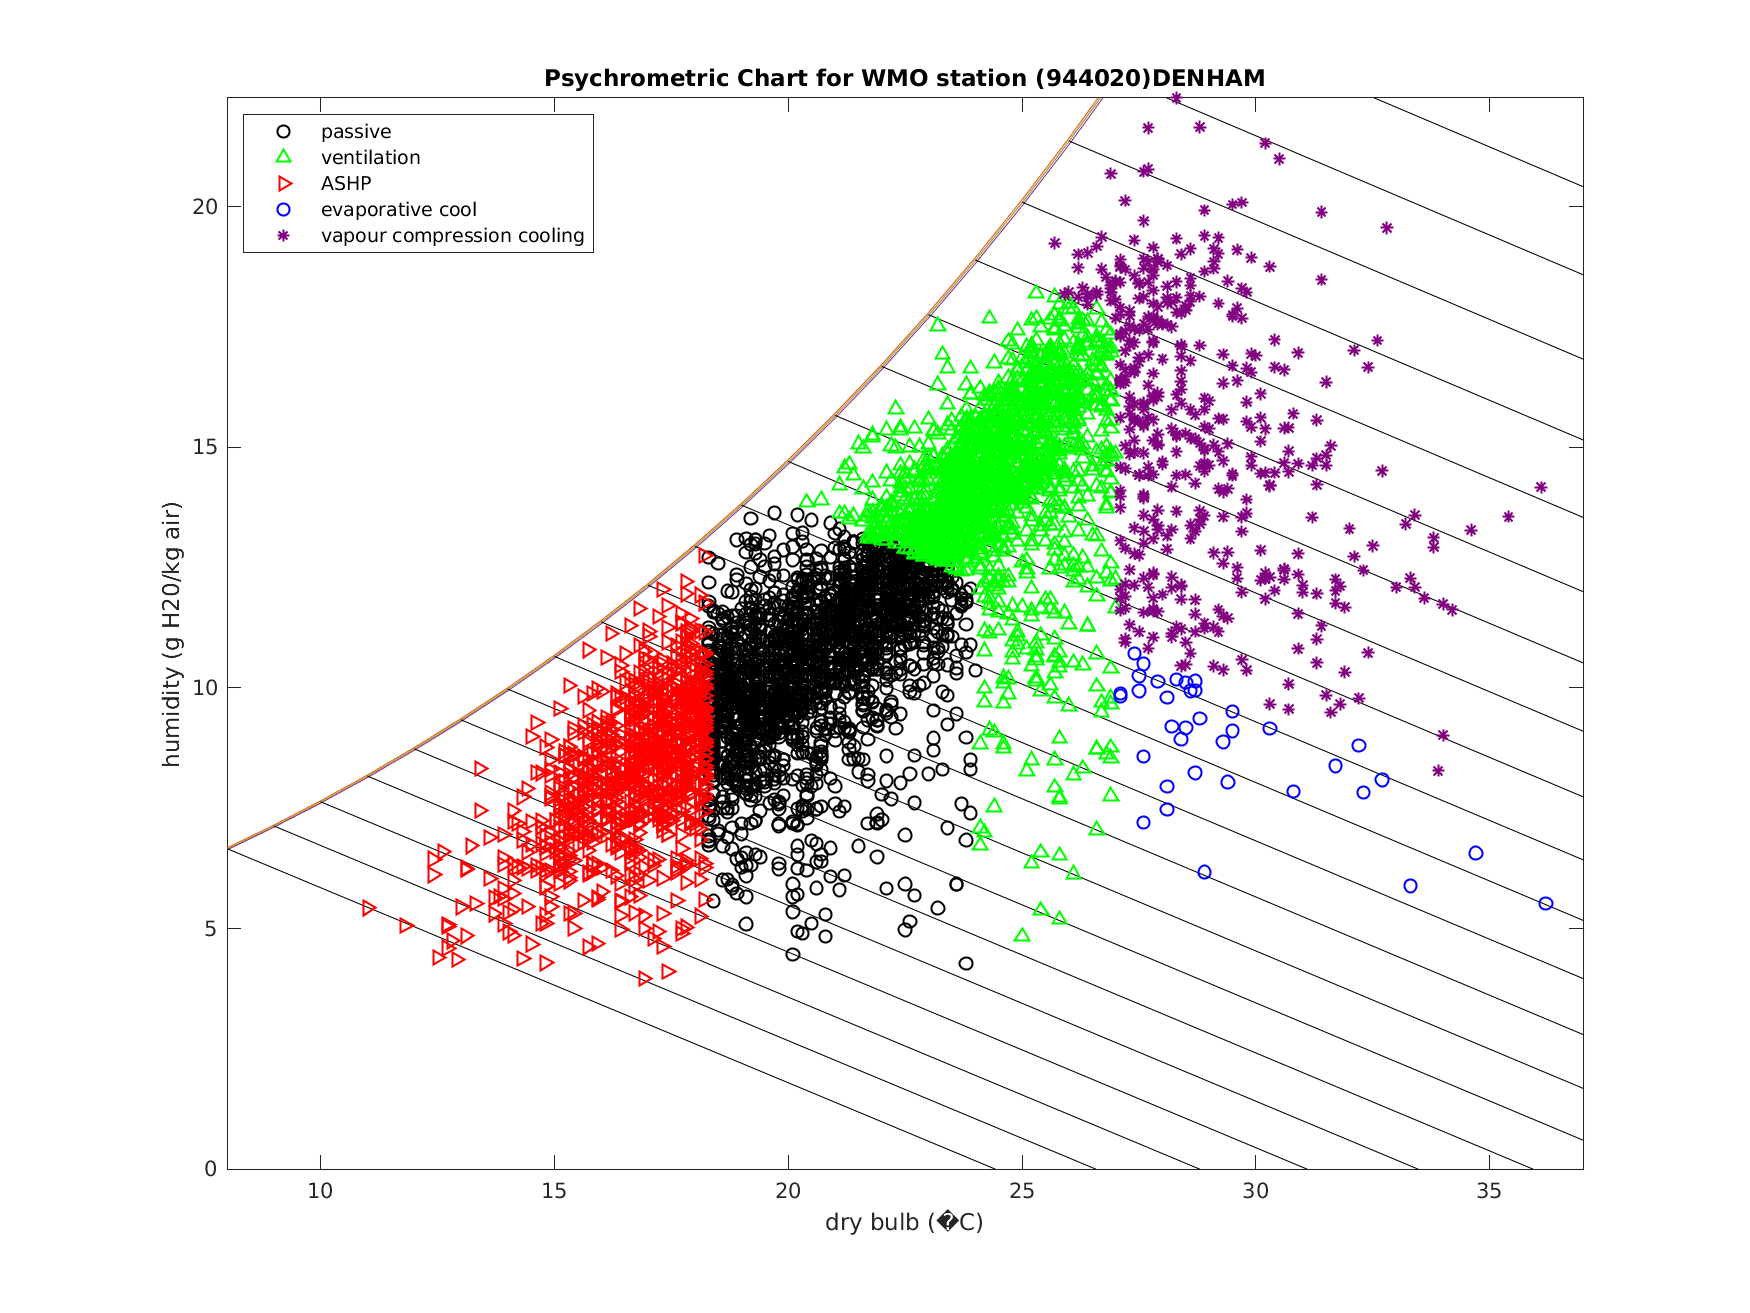 Psychrometric Chart for WMO station (944020)DENHAM
passive
ventilation
ASHP
evaporative cool
vapour compression cooling
20
15
10
5
0
humidity (g H20/kg air)
10 15 20 25 30 35
dry bulb (�C)